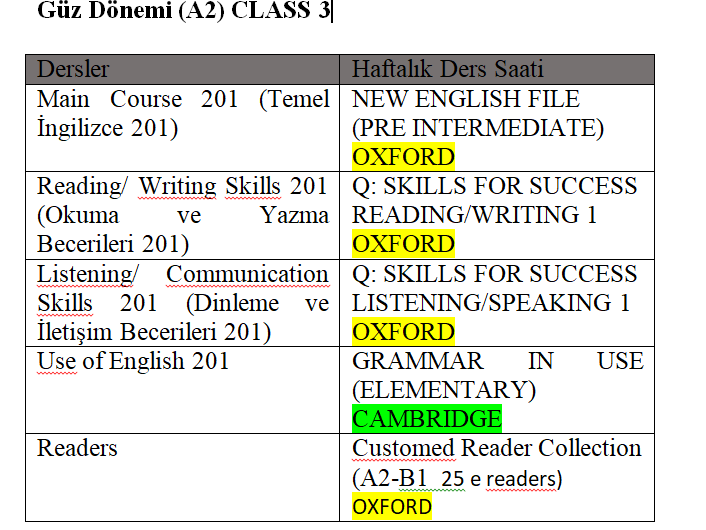 Güz Dönemi (A2) CLASS 3
Dersler
Haftalık Ders Saati
Main Course 201 (Temel
İngilizce 201)
NEW ENGLISH FILE
(PRE INTERMEDIATE)
OXFORD
Reading/ Writing Skills 201
(Okuma ve Yazma
Becerileri 201)
Q: SKILLS FOR SUCCESS
READING/WRITING 1
OXFORD
Listening/ Communication
Skills 201 (Dinleme ve
İletişim Becerileri 201)
Q: SKILLS FOR SUCCESS
LISTENING/SPEAKING 1
OXFORD
Use of English 201
GRAMMAR IN USE
(ELEMENTARY)
CAMBRIDGE
Readers
Customed Reader Collection
(A2-B1 25 e readers)
OXFORD